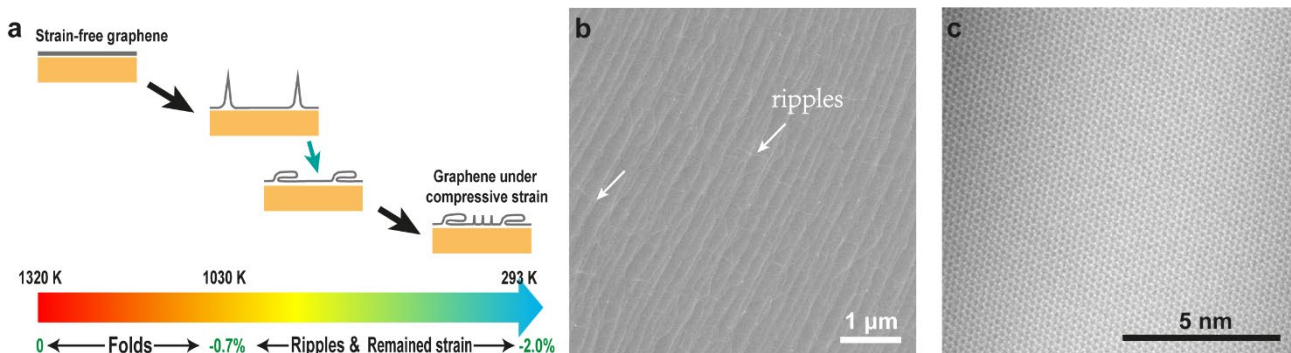 a
Strain-free graphene
Graphene under
compressive strain
1320 K
1030 K
293 K
0
Folds
-0.7%
Ripples & Remained strain
-2.0%
b
ripples
1 μm
c
5 nm